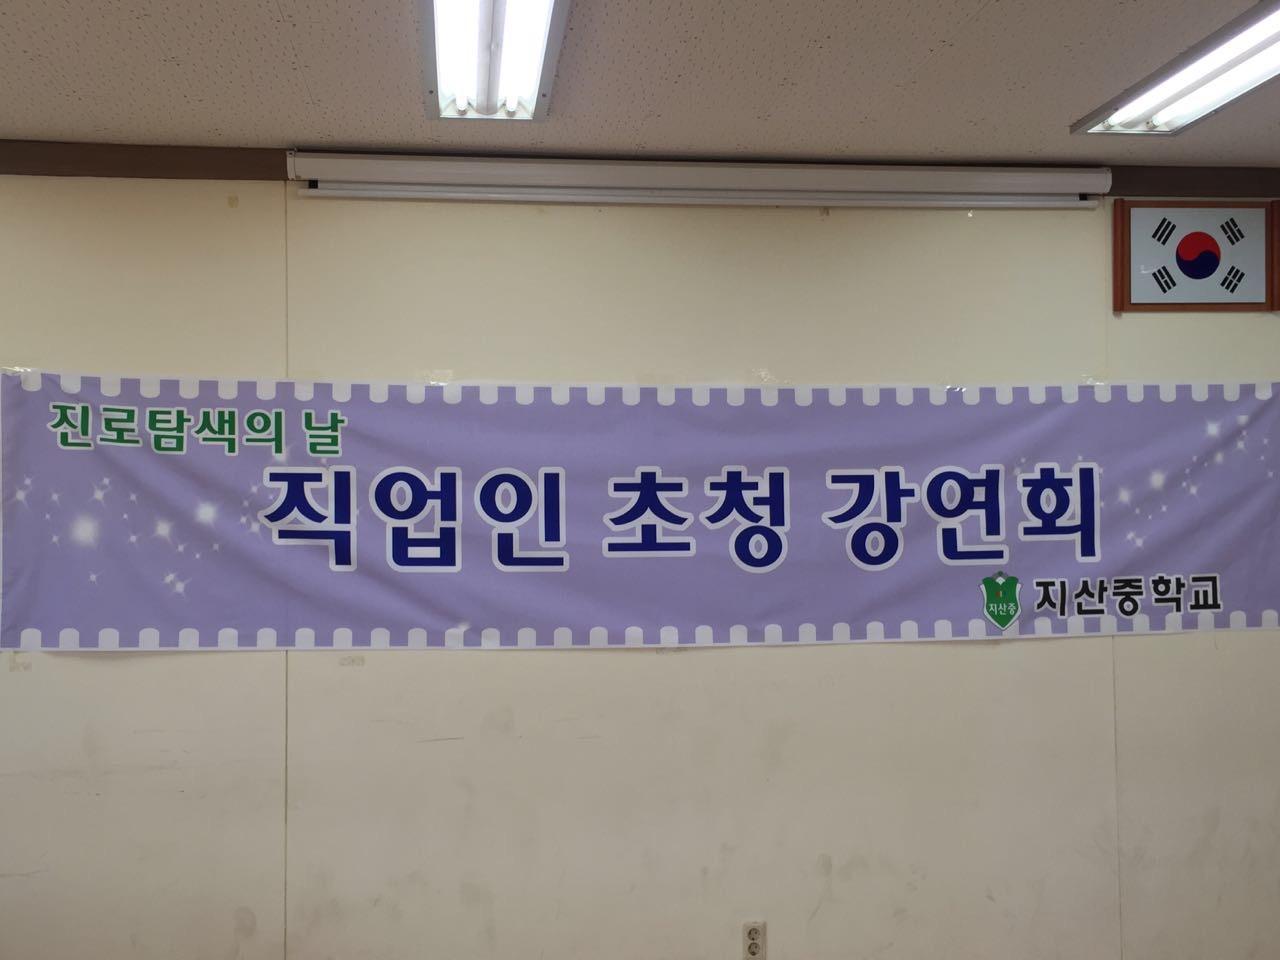 진로탐색의 날
직업인 초청 강연회
지산중
지산중학교